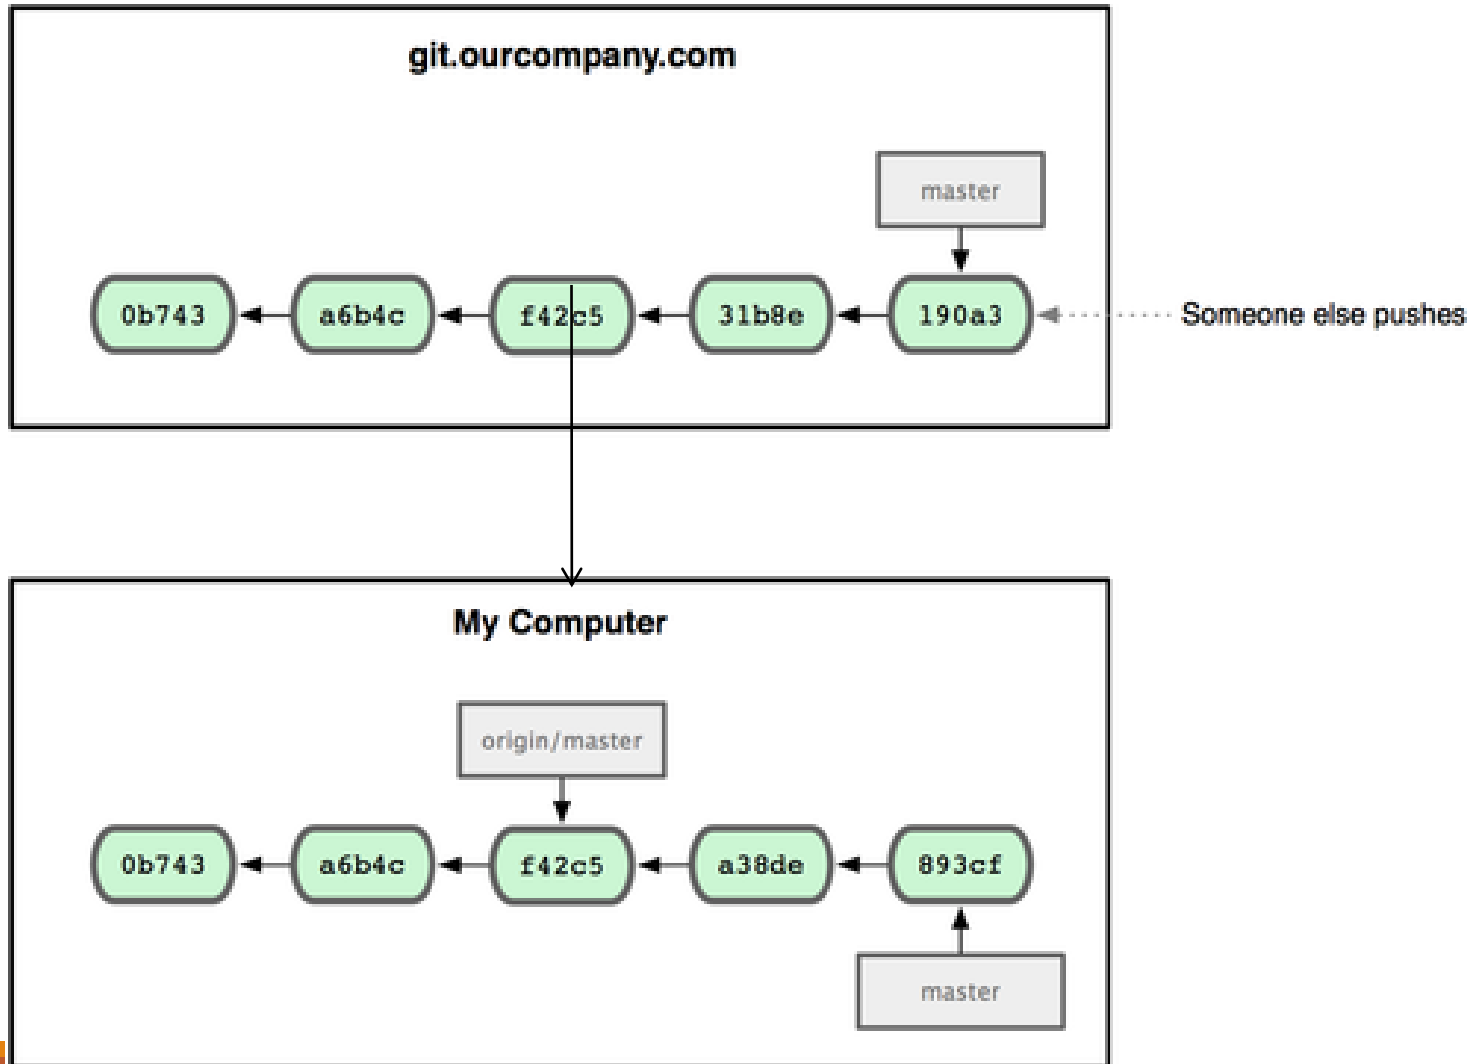 git.ourcompany.com
master
0b743 a6b4c f42c5 31b8e 190a3 Someone else pushes
My Computer
origin/master
0b743 a6b4c f42c5 a38de 893cf
master